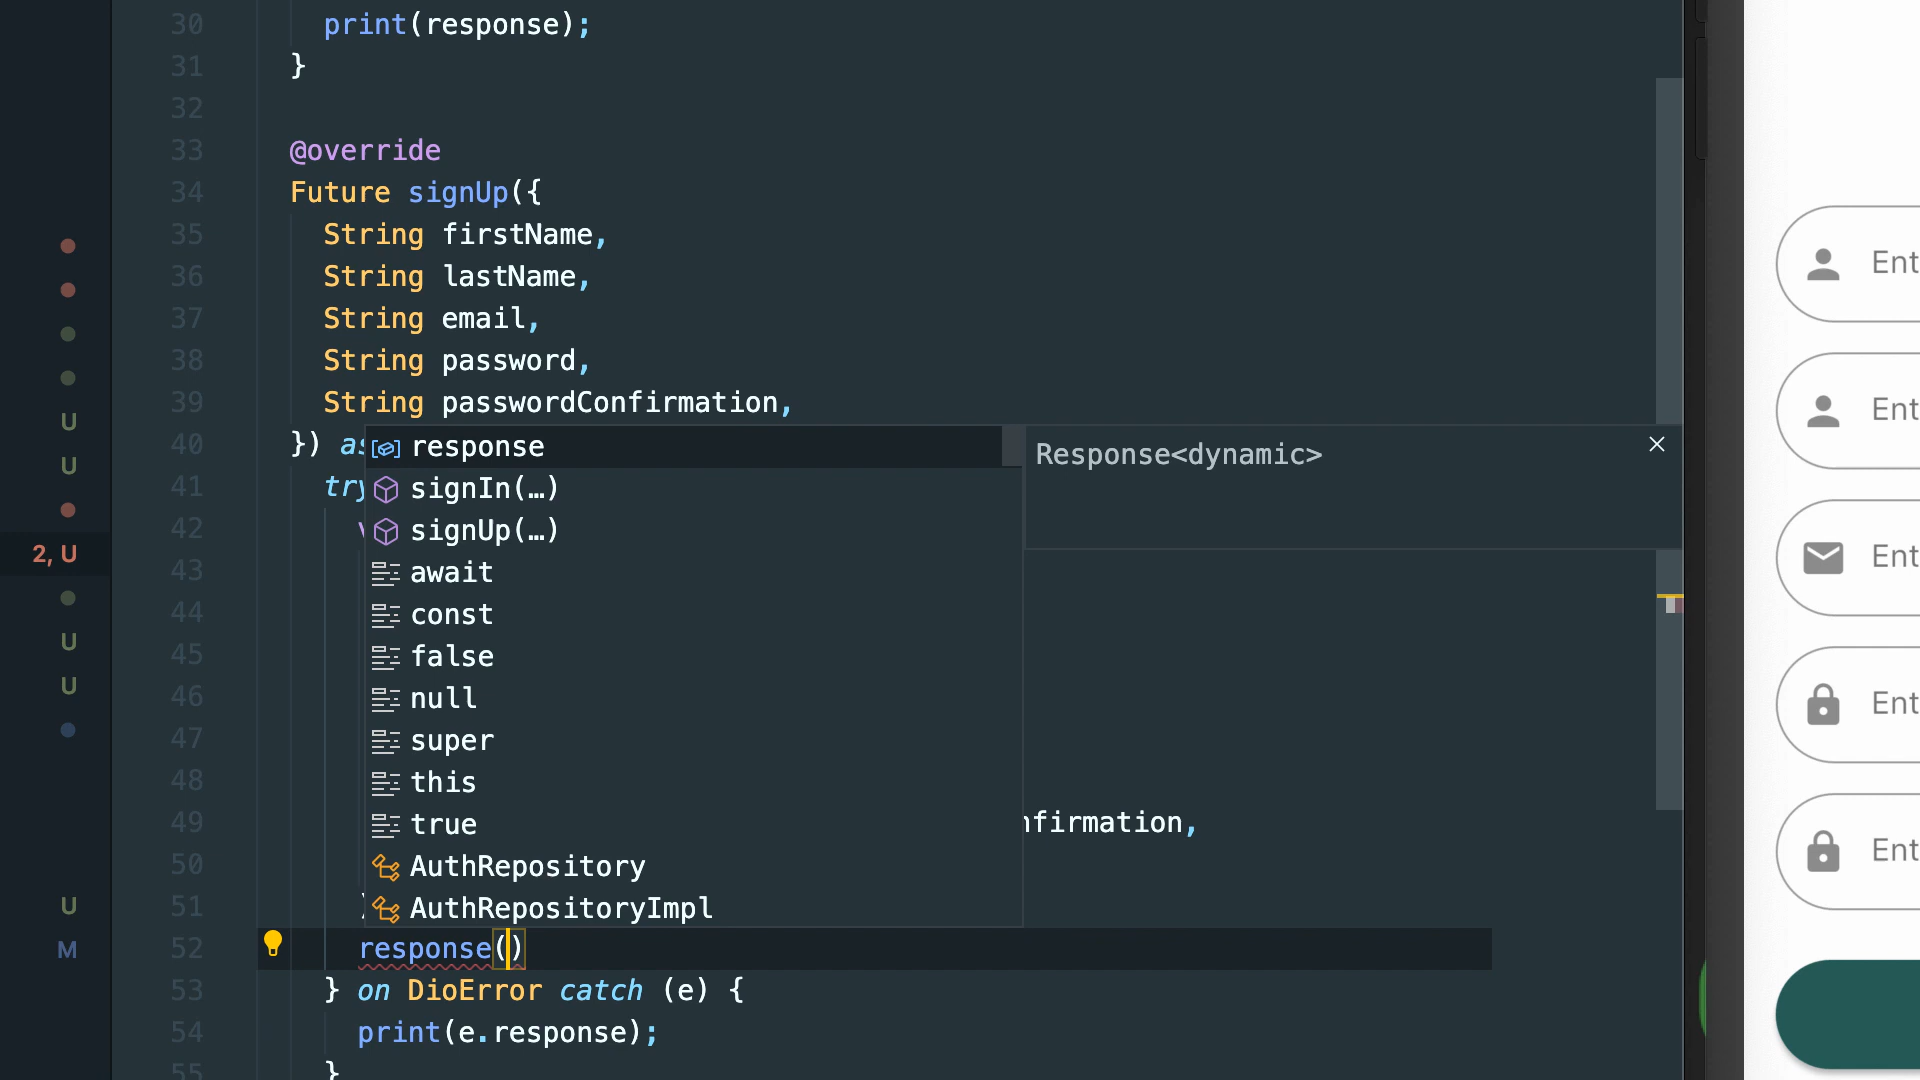 30 print(response);
31 }
32
33 @override
34 Future signUp({
35 String firstName,
36 String lastName,
37 String email,
38 String password,
39 String passwordConfirmation,
40 }) as
41 try
42
43
44
45
46
47
48
49 nfirmation,
50
51
52 response()
53 } on DioError catch (e) {
54 print(e.response);
55 }
response
signIn(…)
signUp(…)
await
const
false
null
super
this
true
AuthRepository
AuthRepositoryImpl
Response<dynamic>
U
U
2, U
U
U
U
M
Ent
Ent
Ent
Ent
Ent